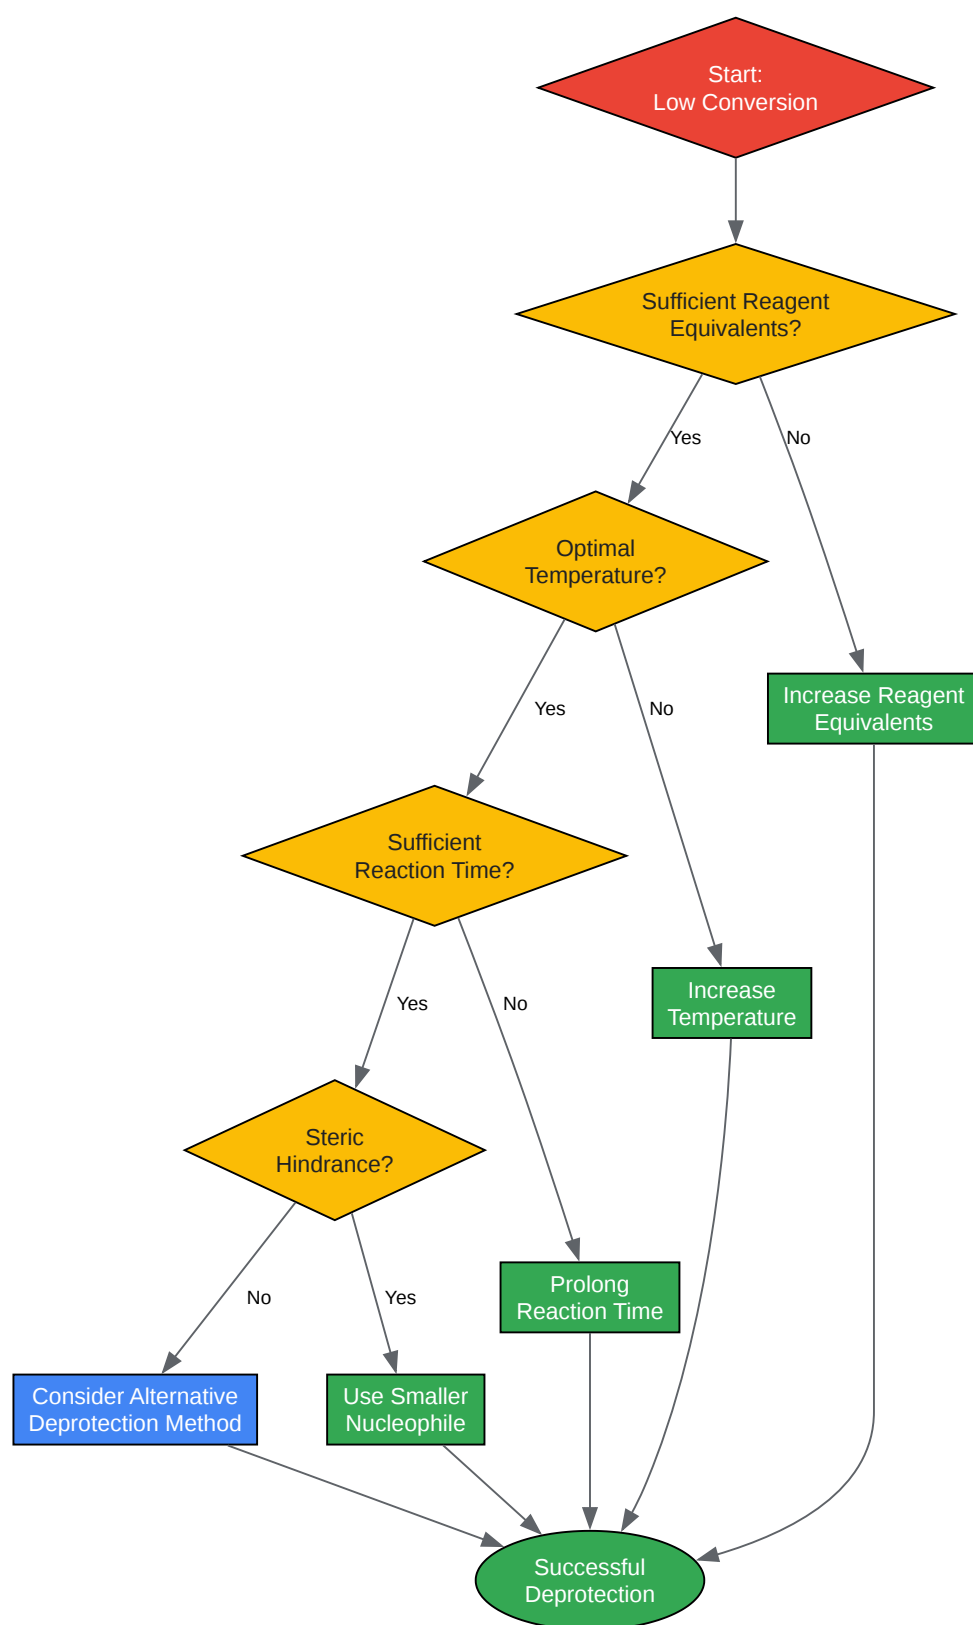 Start:
Low Conversion
Sufficient Reagent
Equivalents?
Yes
No
Optimal
Temperature?
Increase Reagent
Equivalents
Yes
No
Sufficient
Reaction Time?
Increase
Temperature
Yes
No
Steric
Hindrance?
Prolong
Reaction Time
No
Yes
Consider Alternative
Deprotection Method
Use Smaller
Nucleophile
Successful
Deprotection